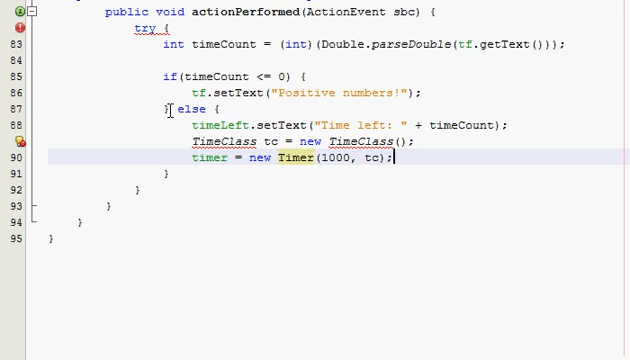 public void actionPerformed(ActionEvent sbc) {
try {
83 int timeCount = (int)(Double.parseDouble(tf.getText()));
84
85 if(timeCount <= 0) {
86 tf.setText("Positive numbers!");
87 } else {
88 timeLeft.setText("Time left: " + timeCount);
TimeClass tc = new TimeClass();
90 timer = new Timer(1000, tc);
91 }
92 }
93 }
94 }
95 }